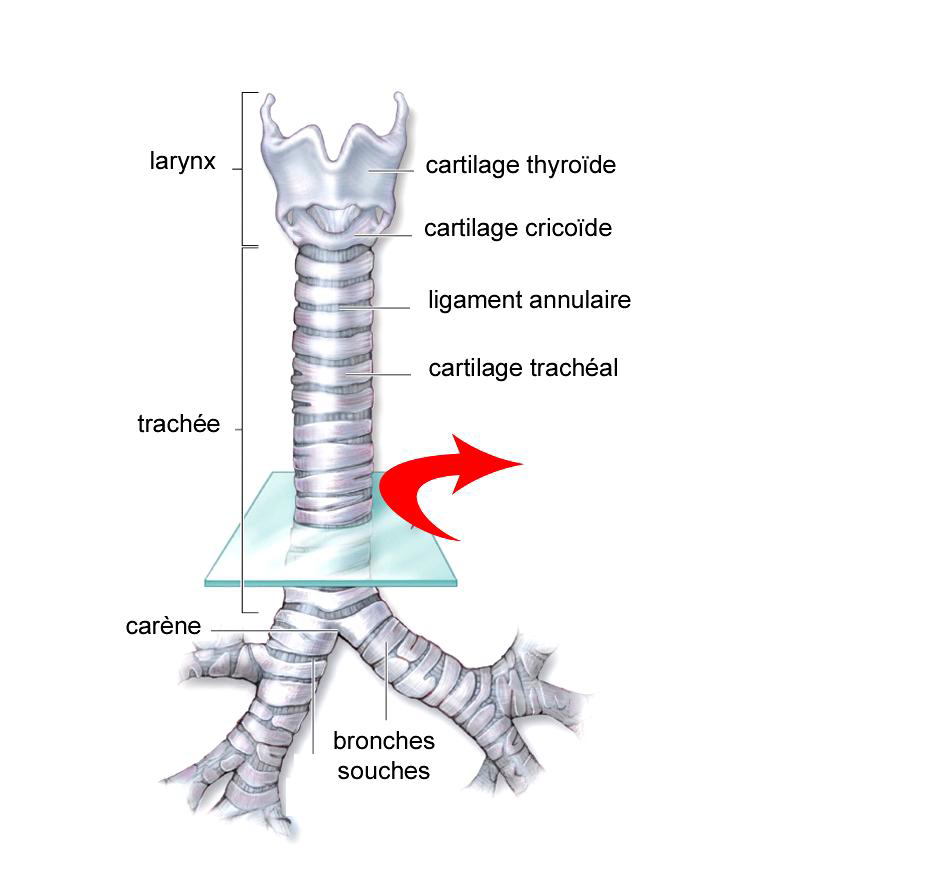 larynx
cartilage thyroïde
cartilage cricoïde
ligament annulaire
cartilage trachéal
trachée
carène
bronches
souches